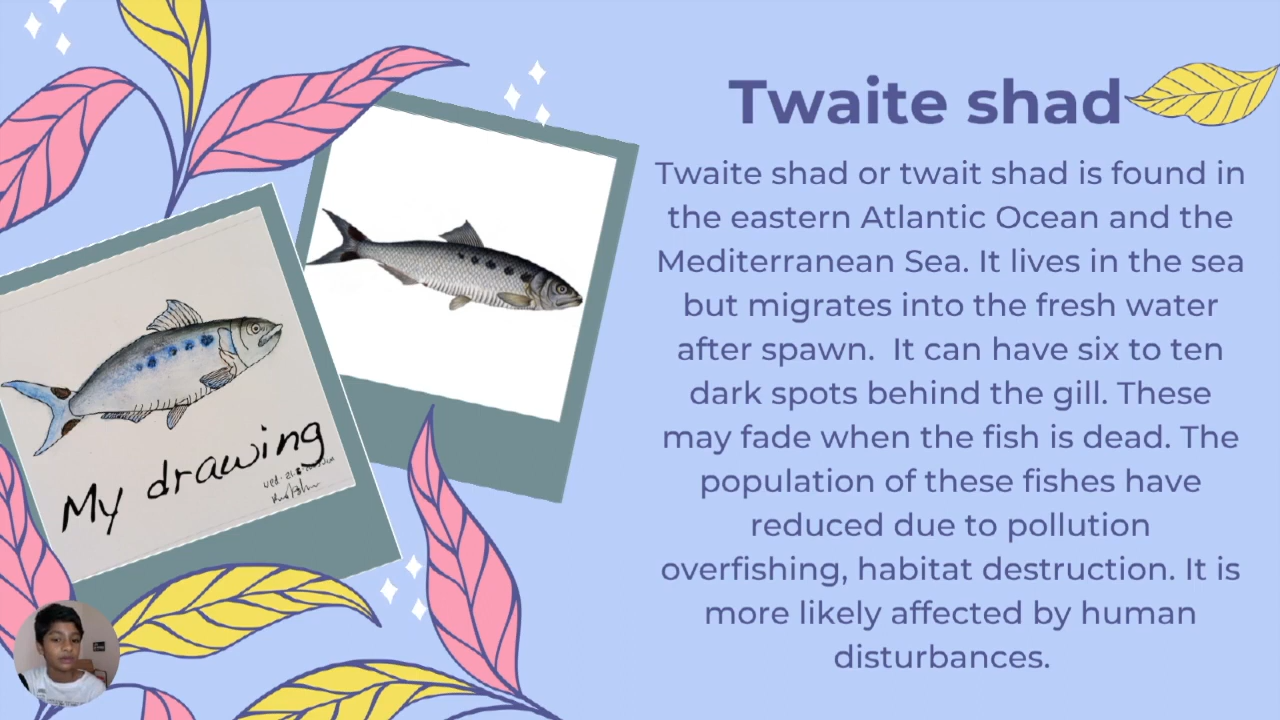 Twaite shad
Twaite shad or twait shad is found in
the eastern Atlantic Ocean and the
Mediterranean Sea. It lives in the sea
but migrates into the fresh water
after spawn.  It can have six to ten
dark spots behind the gill. These
may fade when the fish is dead. The
population of these fishes have
reduced due to pollution
overfishing, habitat destruction. It is
more likely affected by human
disturbances.
My drawing